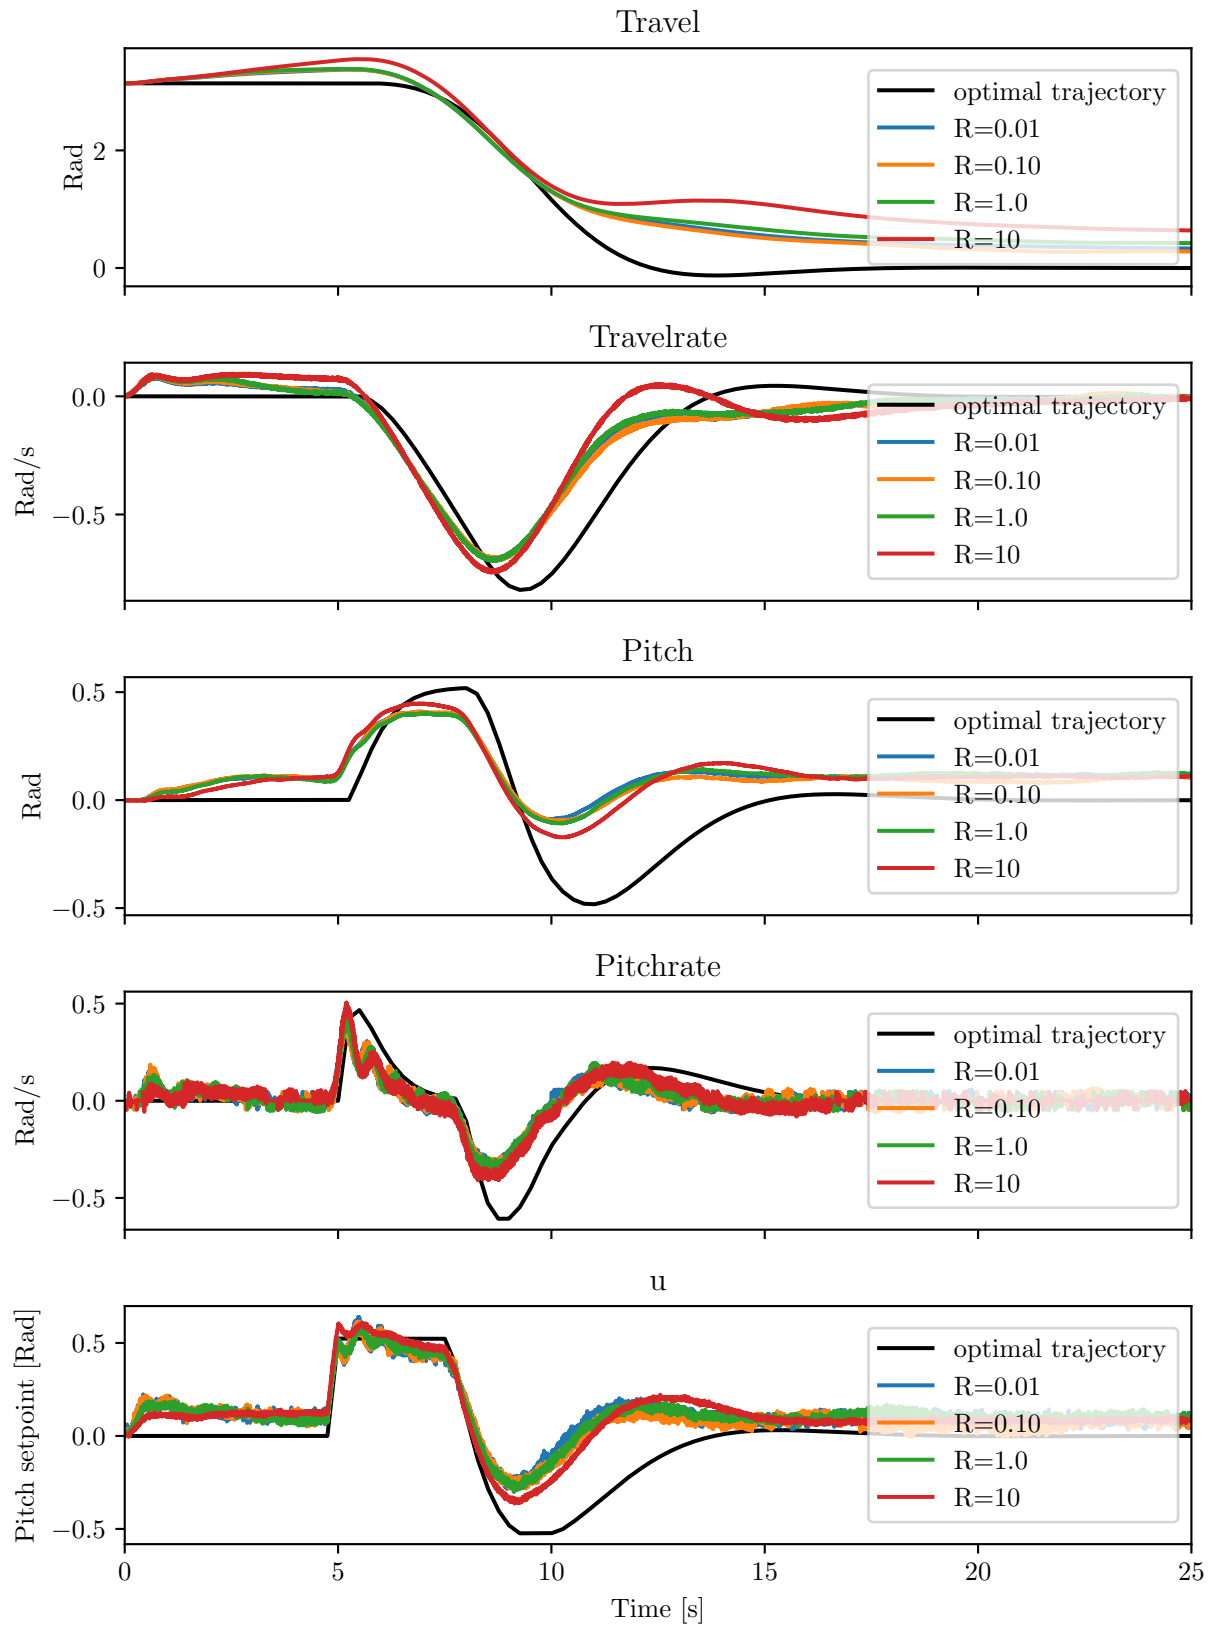 Travel
optimal trajectory
R=0.01
R=0.10
R=1.0
R=10
Rad
2
0
Travelrate
0.0
−0.5
Rad/s
optimal trajectory
R=0.01
R=0.10
R=1.0
R=10
Pitch
0.5
0.0
−0.5
Rad
optimal trajectory
R=0.01
R=0.10
R=1.0
R=10
Pitchrate
0.5
0.0
−0.5
Rad/s
optimal trajectory
R=0.01
R=0.10
R=1.0
R=10
u
0.5
0.0
−0.5
Pitch setpoint [Rad]
optimal trajectory
R=0.01
R=0.10
R=1.0
R=10
0 5 10 15 20 25
Time [s]